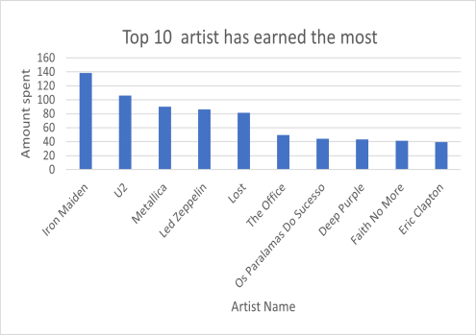 Top 10 artist has earned the most
Amount spent
160
140
120
100
80
60
40
20
0
Iron Maiden
U2
Metallica
Led Zeppelin
Lost
The Office
Os Paralamas Do Sucesso
Deep Purple
Faith No More
Eric Clapton
Artist Name